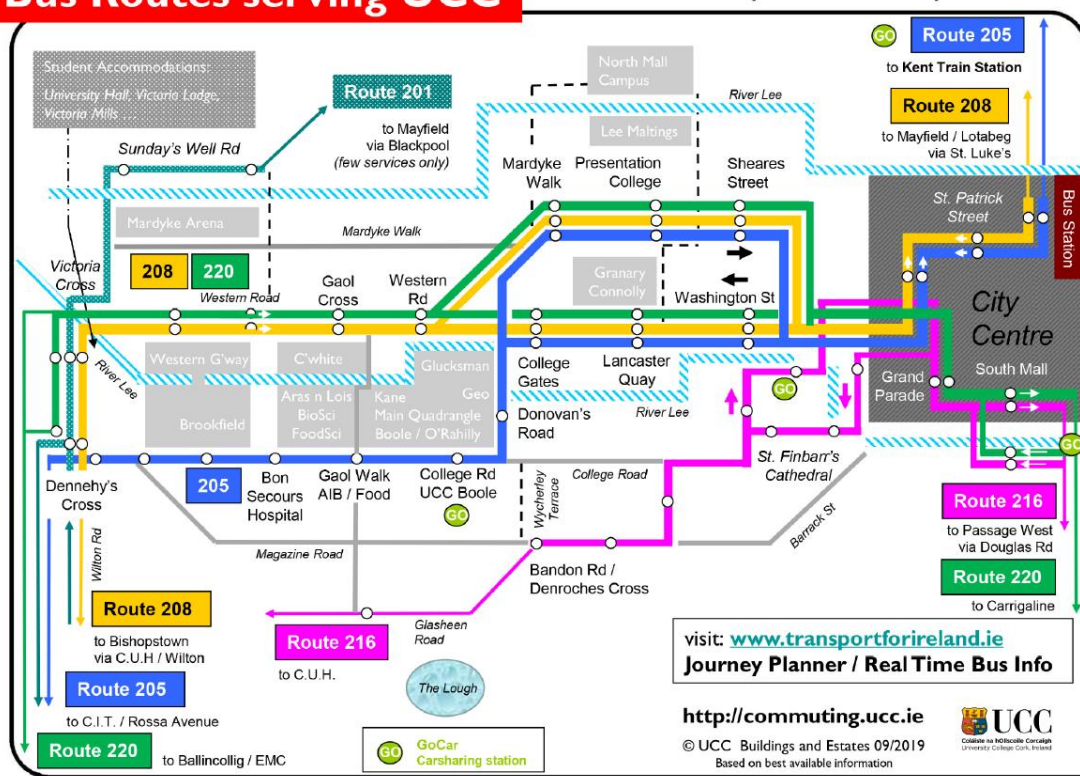 Bus Routes serving UCC
Student Accommodations:
University Hall, Victoria Lodge,
Victoria Mills ...
Sunday's Well Rd
Route 201
to Mayfield
via Blackpool
(few services only)
North Mall
Campus
Lee Maltings
River Lee
GO
Route 205
to Kent Train Station
Route 208
to Mayfield / Lotabeg
via St. Luke's
Mardyke
Walk
Presentation
College
Sheares
Street
St. Patrick
Street
Bus Station
Mardyke Arena
Mardyke Walk
Victoria
Cross
208
220
Western Road
Gaol
Cross
Western
Rd
Granary
Connolly
Washington St
City
Centre
River Lee
Western G'way
C'white
Glucksman
Geo
College
Gates
Lancaster
Quay
South Mall
Grand
Parade
Aras n Lois
BioSci
FoodSci
Kane
Main Quadrangle
Boole / O'Rahilly
Brookfield
Donovan's
Road
River Lee
GO
GO
Dennehy's
Cross
205
Bon
Secours
Hospital
Gaol Walk
AIB / Food
College Rd
UCC Boole
GO
Wycherley
Terrace
College Road
St. Finbarr's
Cathedral
Barrack St
Wilton Rd
Magazine Road
Bandon Rd /
Denroches Cross
Route 216
to Passage West
via Douglas Rd
Route 220
to Carrigaline
Route 208
to Bishopstown
via C.U.H / Wilton
Route 216
to C.U.H.
Glasheen
Road
The Lough
Route 205
to C.I.T. / Rossa Avenue
Route 220
to Ballincollig / EMC
GO
GoCar
Carsharing station
visit: www.transportforireland.ie
Journey Planner / Real Time Bus Info
http://commuting.ucc.ie
© UCC Buildings and Estates 09/2019
Based on best available information
UCC
Coláiste na hOllscoile Corcaigh
University College Cork, Ireland